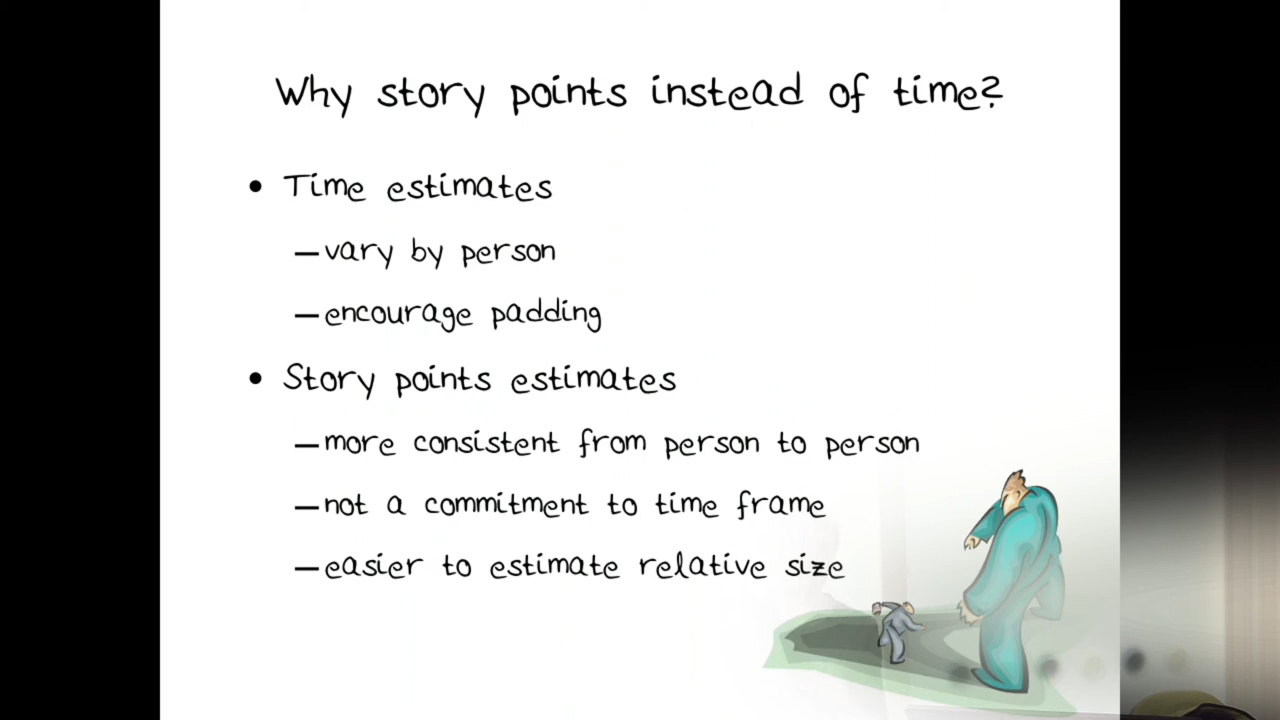 Why story points instead of time?
• Time estimates
– vary by person
– encourage padding
• Story points estimates
– more consistent from person to person
– not a commitment to time frame
– easier to estimate relative size